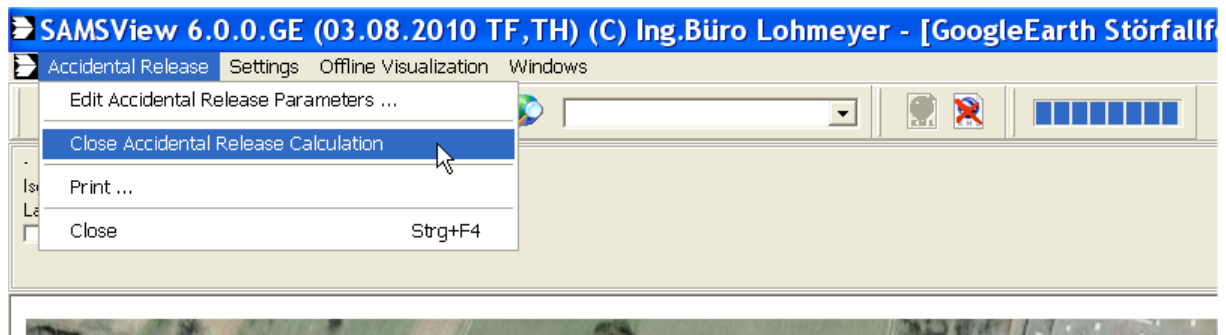 SAMSView 6.0.0.GE (03.08.2010 TF,TH) (C) Ing.Büro Lohmeyer - [GoogleEarth Störfallf
Accidental Release Settings Offline Visualization Windows
Edit Accidental Release Parameters ...
Close Accidental Release Calculation
Print ...
Close Strg+F4